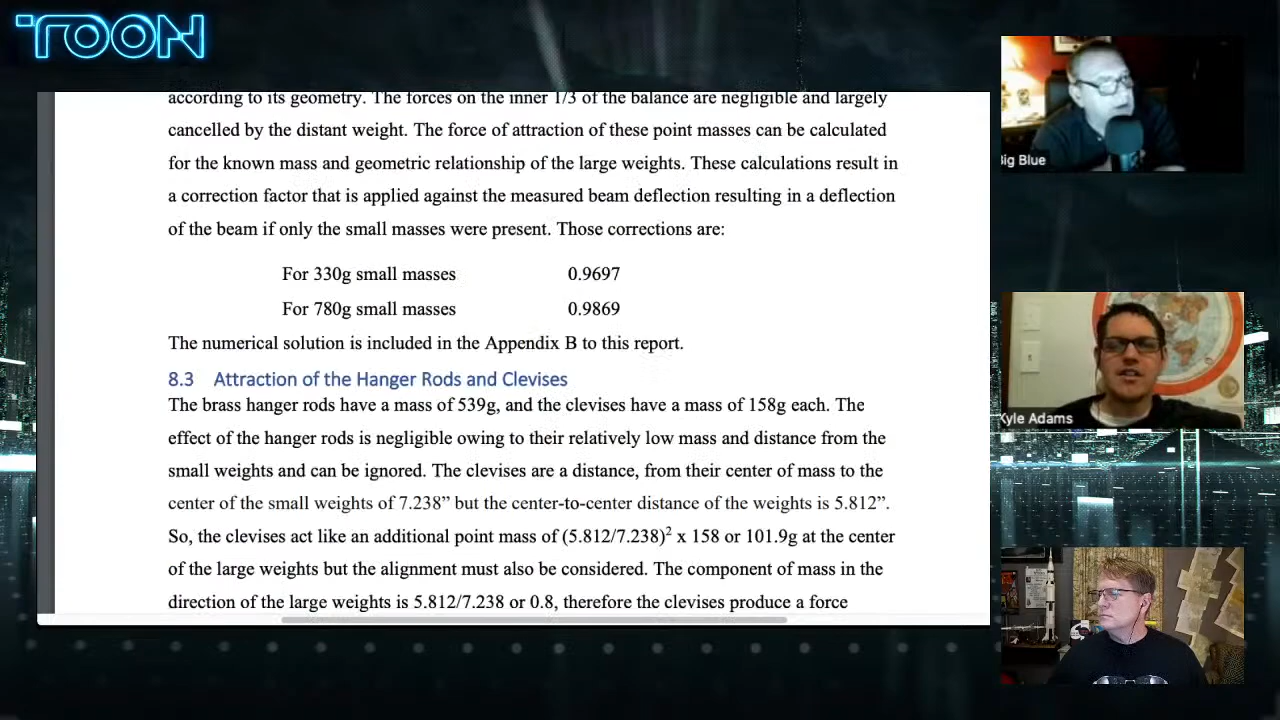 TOON
according to its geometry. The forces on the inner 1/3 of the balance are negligible and largely
cancelled by the distant weight. The force of attraction of these point masses can be calculated
for the known mass and geometric relationship of the large weights. These calculations result in
a correction factor that is applied against the measured beam deflection resulting in a deflection
of the beam if only the small masses were present. Those corrections are:
For 330g small masses 0.9697
For 780g small masses 0.9869
The numerical solution is included in the Appendix B to this report.
8.3 Attraction of the Hanger Rods and Clevises
The brass hanger rods have a mass of 539g, and the clevises have a mass of 158g each. The
effect of the hanger rods is negligible owing to their relatively low mass and distance from the
small weights and can be ignored. The clevises are a distance, from their center of mass to the
center of the small weights of 7.238” but the center-to-center distance of the weights is 5.812”.
So, the clevises act like an additional point mass of (5.812/7.238)² x 158 or 101.9g at the center
of the large weights but the alignment must also be considered. The component of mass in the
direction of the large weights is 5.812/7.238 or 0.8, therefore the clevises produce a force
Big Blue
Kyle Adams